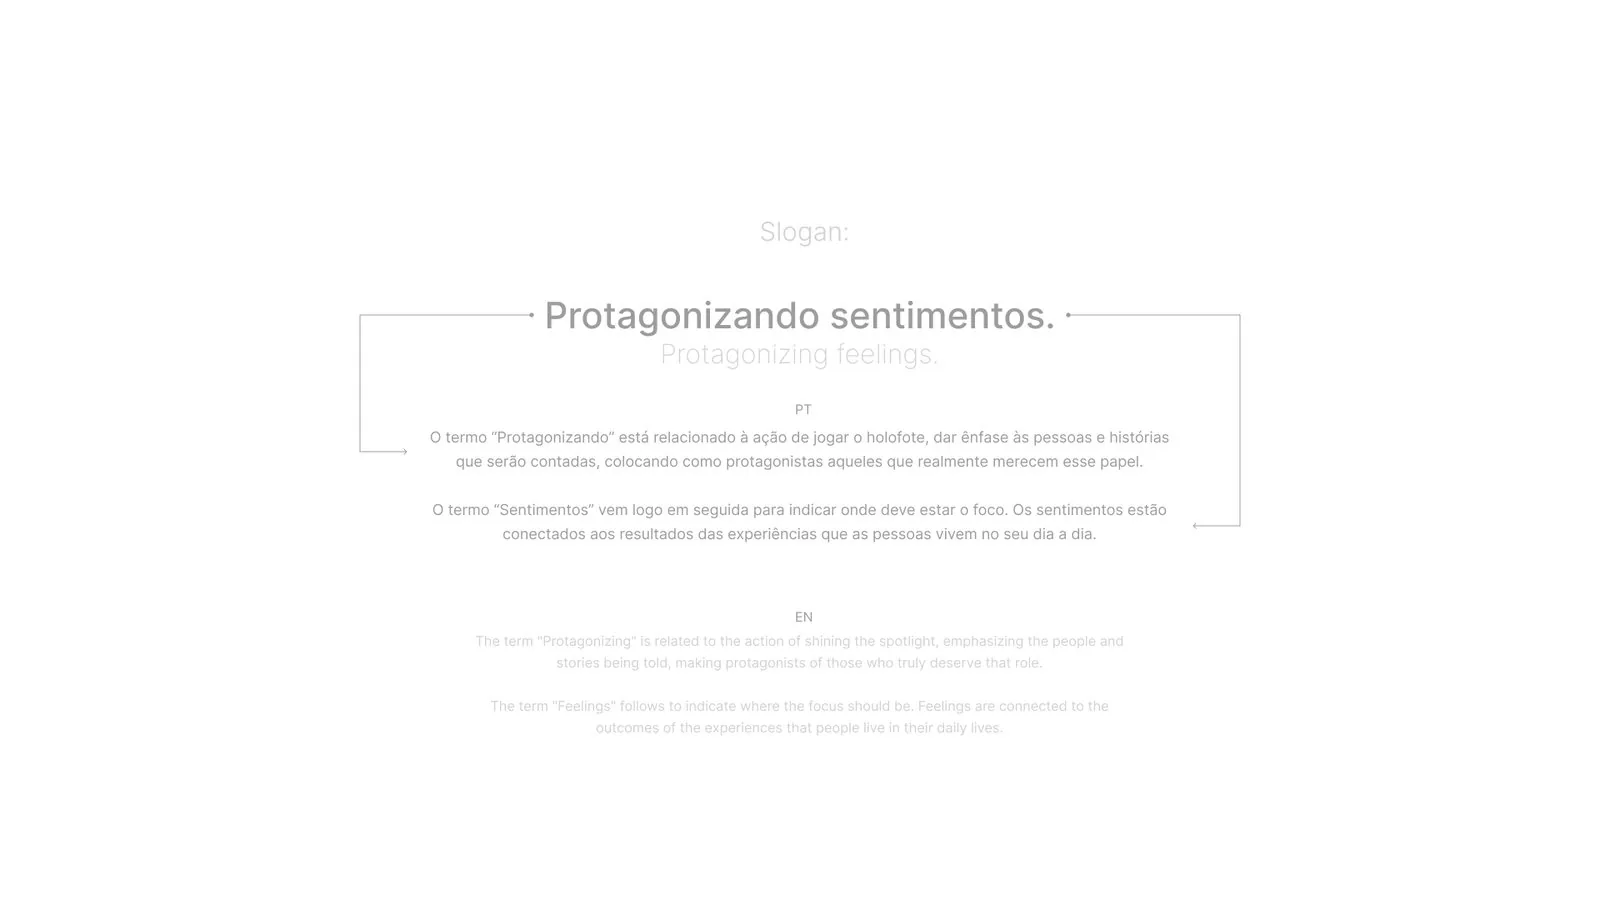 Slogan:
Protagonizando sentimentos.
Protagonizing feelings.
PT
O termo “Protagonizando” está relacionado à ação de jogar o holofote, dar ênfase às pessoas e histórias
que serão contadas, colocando como protagonistas aqueles que realmente merecem esse papel.
O termo “Sentimentos” vem logo em seguida para indicar onde deve estar o foco. Os sentimentos estão
conectados aos resultados das experiências que as pessoas vivem no seu dia a dia.
EN
The term "Protagonizing" is related to the action of shining the spotlight, emphasizing the people and
stories being told, making protagonists of those who truly deserve that role.
The term "Feelings" follows to indicate where the focus should be. Feelings are connected to the
outcomes of the experiences that people live in their daily lives.